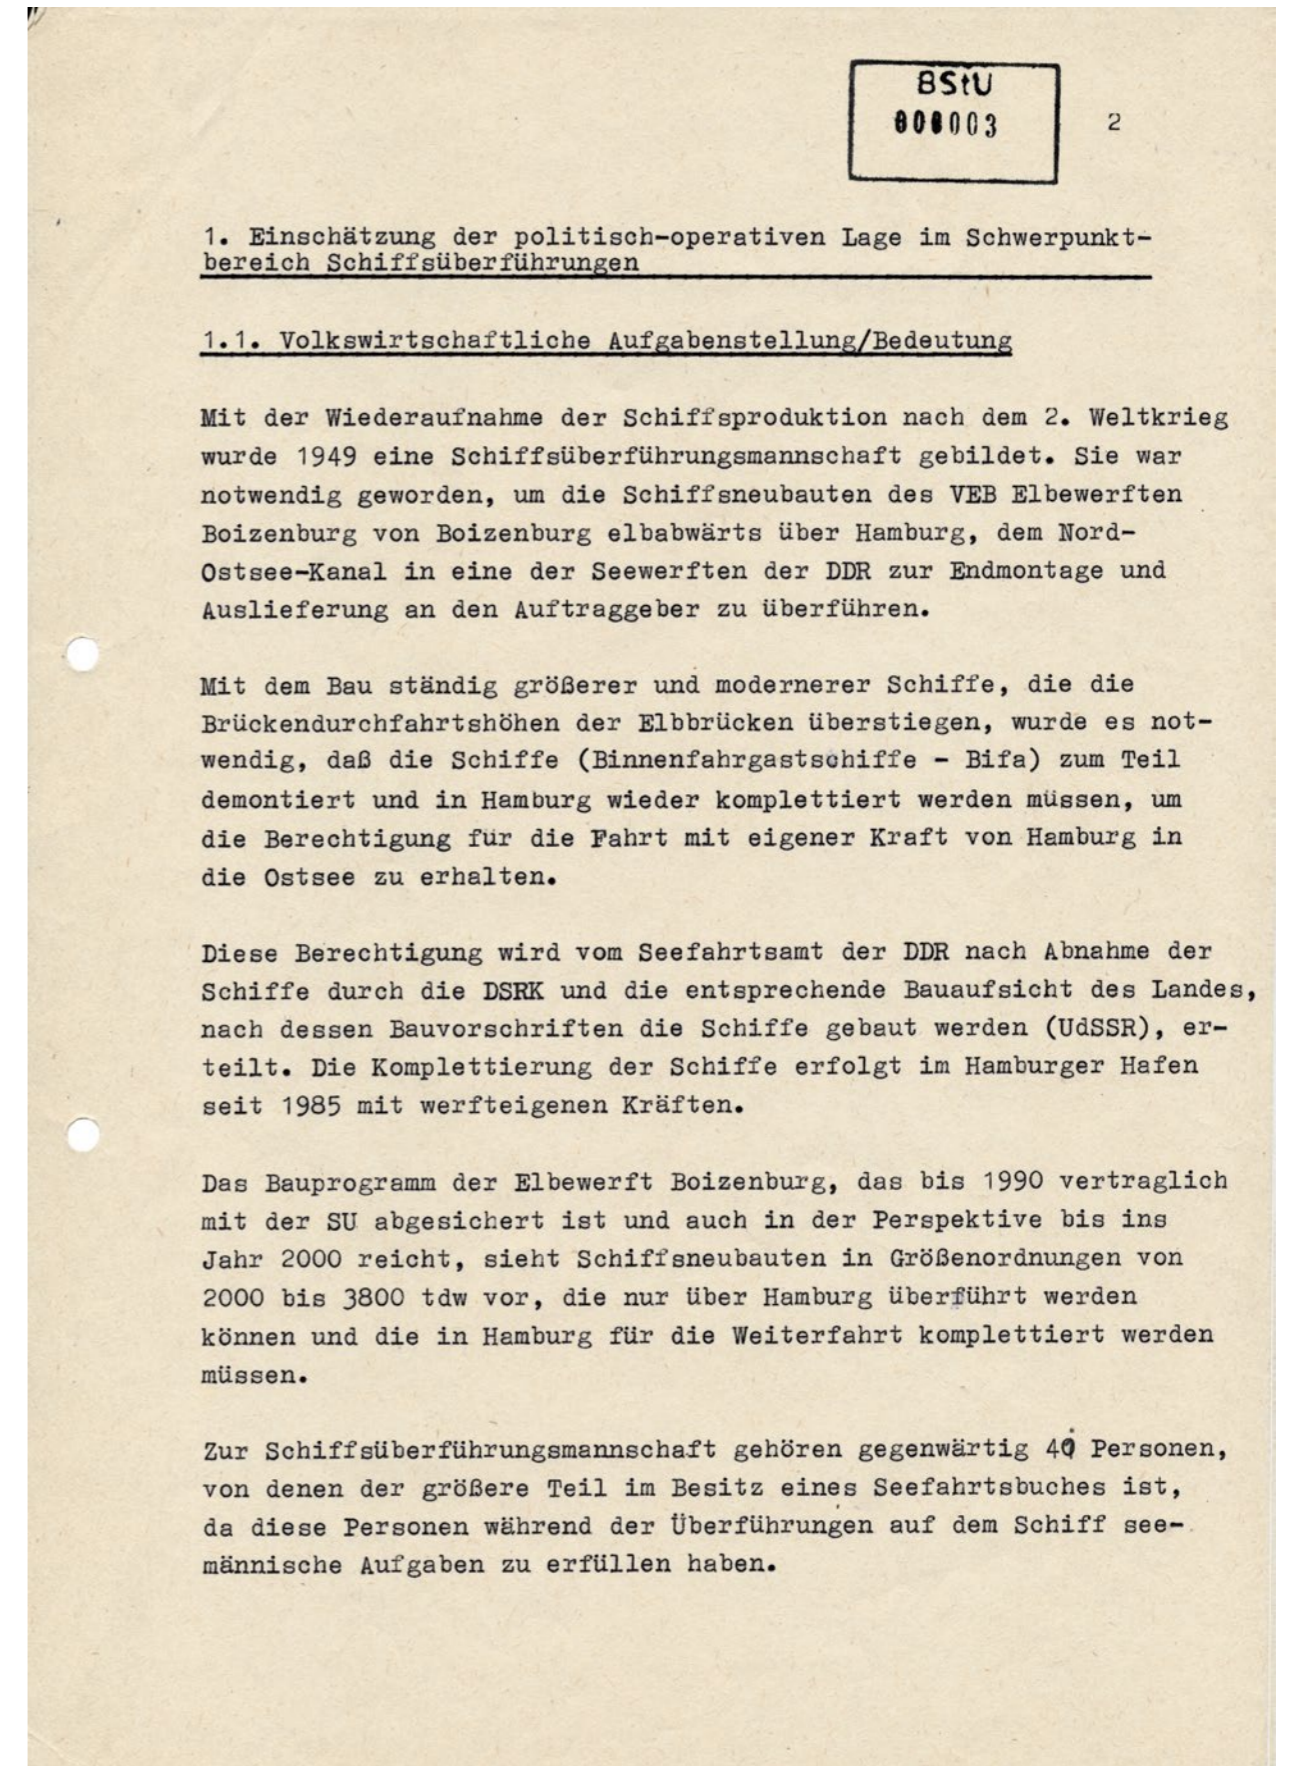 BStU
000003
2
1. Einschätzung der politisch-operativen Lage im Schwerpunkt-
bereich Schiffsüberführungen
1.1. Volkswirtschaftliche Aufgabenstellung/Bedeutung
Mit der Wiederaufnahme der Schiffsproduktion nach dem 2. Weltkrieg
wurde 1949 eine Schiffsüberführungsmannschaft gebildet. Sie war
notwendig geworden, um die Schiffsneubauten des VEB Elbewerften
Boizenburg von Boizenburg elbabwärts über Hamburg, dem Nord-
Ostsee-Kanal in eine der Seewerften der DDR zur Endmontage und
Auslieferung an den Auftraggeber zu überführen.
Mit dem Bau ständig größerer und modernerer Schiffe, die die
Brückendurchfahrtshöhen der Elbbrücken überstiegen, wurde es not-
wendig, daß die Schiffe (Binnenfahrgastschiffe - Bifa) zum Teil
demontiert und in Hamburg wieder komplettiert werden müssen, um
die Berechtigung für die Fahrt mit eigener Kraft von Hamburg in
die Ostsee zu erhalten.
Diese Berechtigung wird vom Seefahrtsamt der DDR nach Abnahme der
Schiffe durch die DSRK und die entsprechende Bauaufsicht des Landes,
nach dessen Bauvorschriften die Schiffe gebaut werden (UdSSR), er-
teilt. Die Komplettierung der Schiffe erfolgt im Hamburger Hafen
seit 1985 mit werfteigenen Kräften.
Das Bauprogramm der Elbewerft Boizenburg, das bis 1990 vertraglich
mit der SU abgesichert ist und auch in der Perspektive bis ins
Jahr 2000 reicht, sieht Schiffsneubauten in Größenordnungen von
2000 bis 3800 tdw vor, die nur über Hamburg überführt werden
können und die in Hamburg für die Weiterfahrt komplettiert werden
müssen.
Zur Schiffsüberführungsmannschaft gehören gegenwärtig Personen,
von denen der größere Teil im Besitz eines Seefahrtsbuches ist,
da diese Personen während der Überführungen auf dem Schiff see-
männische Aufgaben zu erfüllen haben.